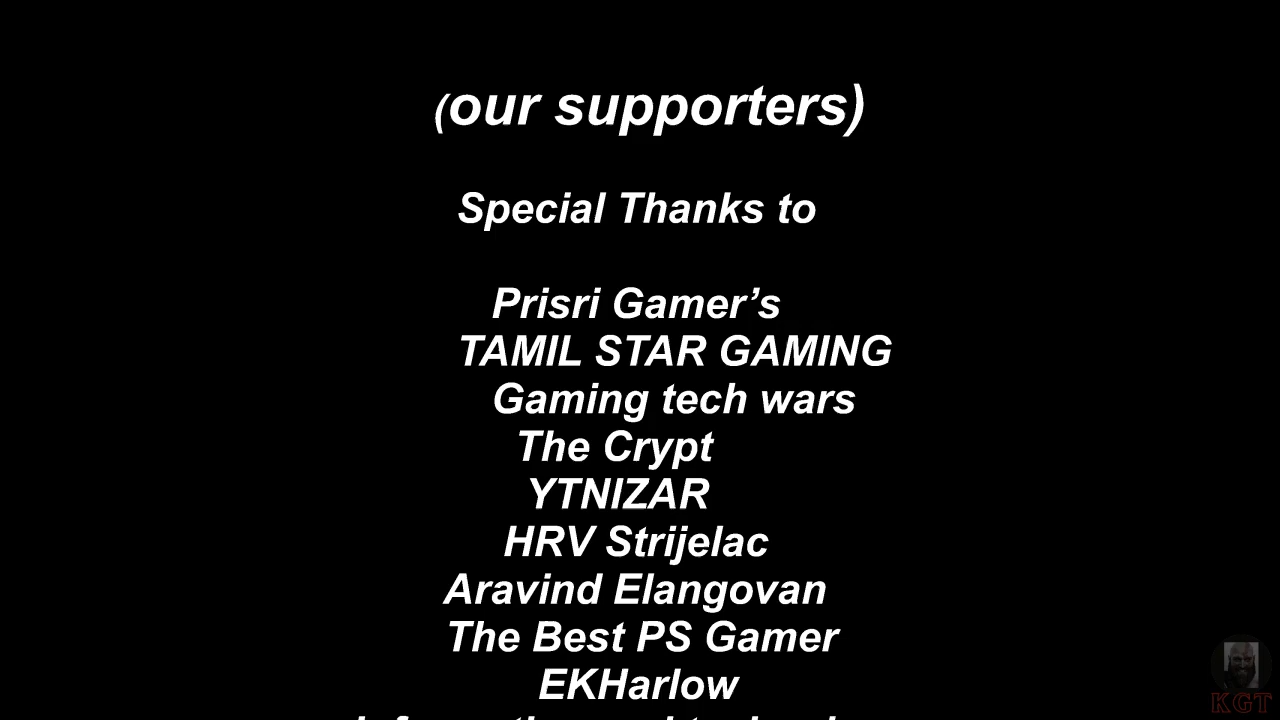 (our supporters)
Special Thanks to
Prisri Gamer’s
TAMIL STAR GAMING
Gaming tech wars
The Crypt
YTNIZAR
HRV Strijelac
Aravind Elangovan
The Best PS Gamer
EKHarlow
KGT